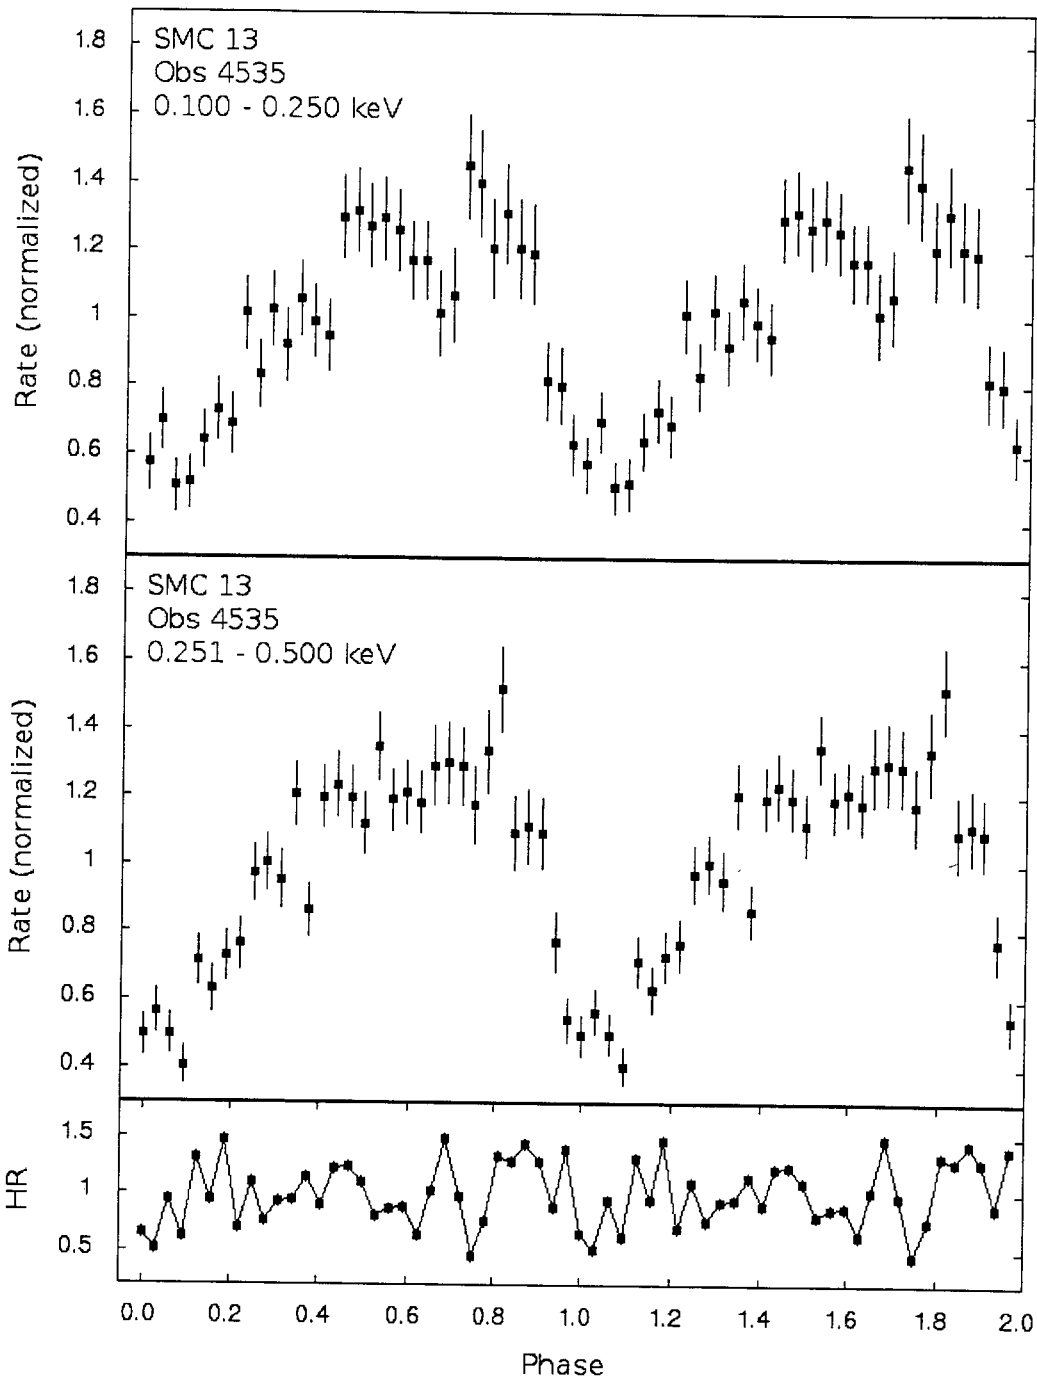 SMC 13
Obs 4535
0.100 - 0.250 keV
Rate (normalized)
1.8
1.6
1.4
1.2
1
0.8
0.6
0.4
SMC 13
Obs 4535
0.251 - 0.500 keV
Rate (normalized)
1.8
1.6
1.4
1.2
1
0.8
0.6
0.4
HR
1.5
1
0.5
0.0 0.2 0.4 0.6 0.8 1.0 1.2 1.4 1.6 1.8 2.0
Phase